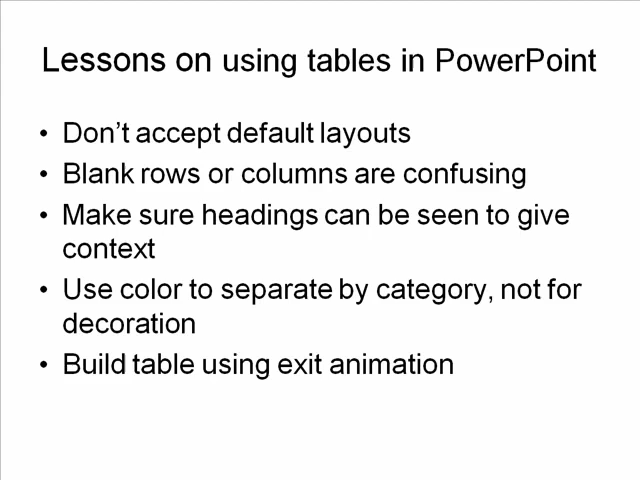 Lessons on using tables in PowerPoint
• Don't accept default layouts
• Blank rows or columns are confusing
• Make sure headings can be seen to give
context
• Use color to separate by category, not for
decoration
• Build table using exit animation